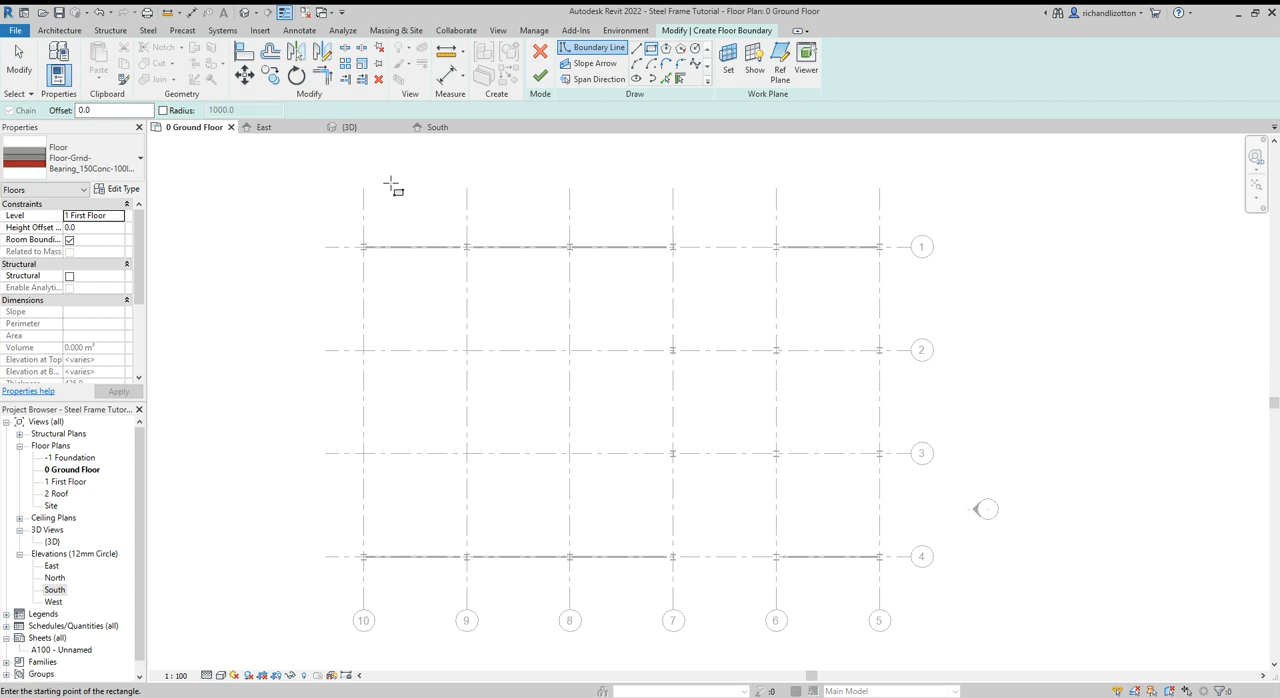 Autodesk Revit 2022 - Steel Frame Tutorial - Floor Plan: 0 Ground Floor
richandlizotton
File Architecture Structure Steel Precast Systems Insert Annotate Analyze Massing & Site Collaborate View Manage Add-Ins Environment Modify | Create Floor Boundary
Modify
Paste
Notch
Cut
Join
Boundary Line
Slope Arrow
Span Direction
Set Show Ref Plane Viewer
Select Properties Clipboard Geometry Modify View Measure Create Mode Draw Work Plane
Chain Offset: 0.0 Radius: 1000.0
Properties
0 Ground Floor East {3D} South
Floor
Floor-Grnd-
Bearing_150Conc-100I...
Floors Edit Type
Constraints
Level 1 First Floor
Height Offset ... 0.0
Room Boundi...
Related to Mass
Structural
Structural
Enable Analyti...
Dimensions
Slope
Perimeter
Area
Volume 0.000 m³
Elevation at Top <varies>
Elevation at B... <varies>
Properties help Apply
Project Browser - Steel Frame Tutor...
Views (all)
Structural Plans
Floor Plans
-1 Foundation
0 Ground Floor
1 First Floor
2 Roof
Site
Ceiling Plans
3D Views
{3D}
Elevations (12mm Circle)
East
North
South
West
Legends
Schedules/Quantities (all)
Sheets (all)
A100 - Unnamed
Families
Groups
1
2
3
4
10 9 8 7 6 5
1 : 100
Enter the starting point of the rectangle.
:0
Main Model
:0